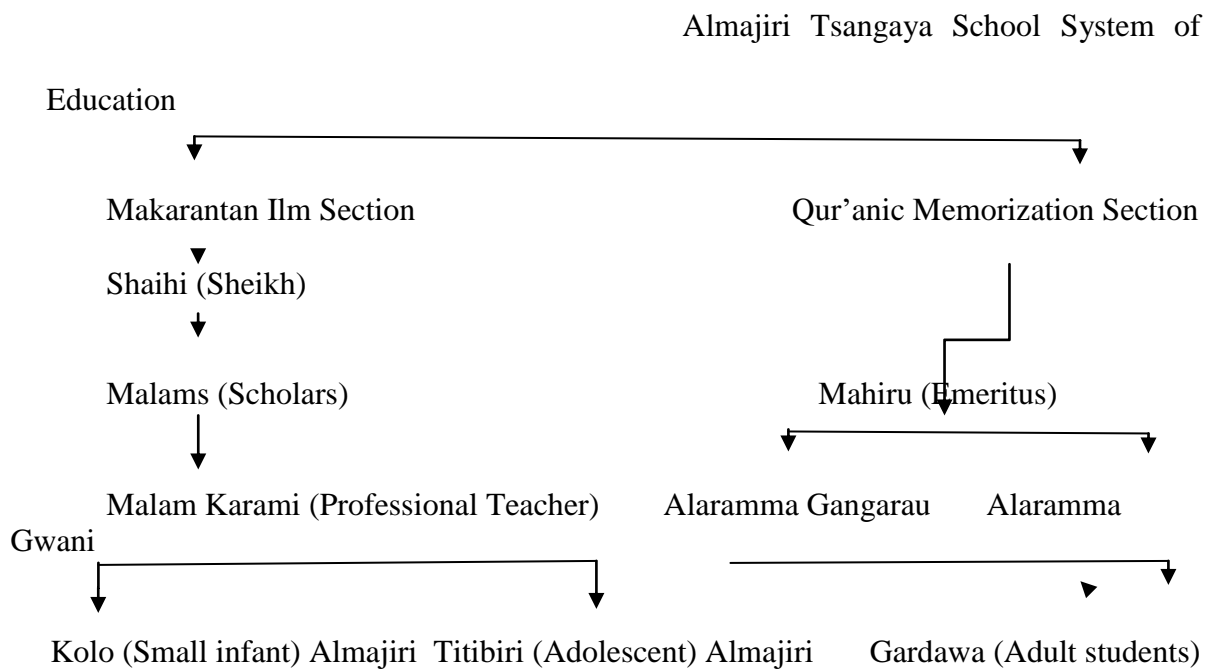 Almajiri Tsangaya School System of
Education
Makarantan Ilm Section Qur’anic Memorization Section
Shaihi (Sheikh)
Malams (Scholars) Mahiru (Emeritus)
Malam Karami (Professional Teacher) Alaramma Gangarau Alaramma
Gwani
Kolo (Small infant) Almajiri Titibiri (Adolescent) Almajiri Gardawa (Adult students)